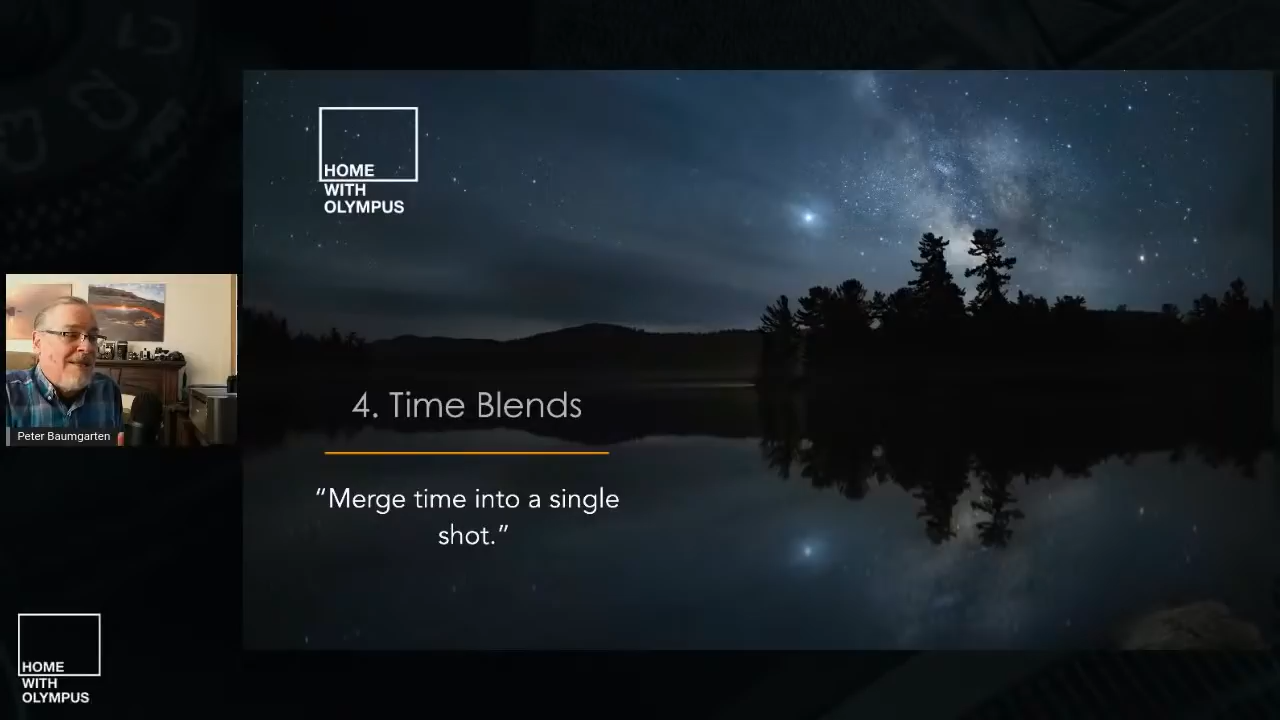 HOME
WITH
OLYMPUS
4. Time Blends
“Merge time into a single
shot.”
Peter Baumgarten
HOME
WITH
OLYMPUS